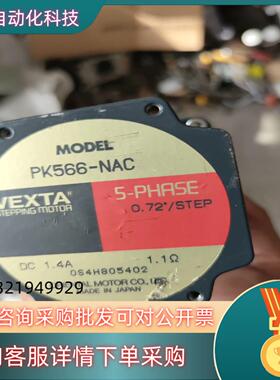 自动化科技
MODEL
PK566-NAC
VEXTA
STEPPING MOTOR
5-PHASE
0.72°/STEP
DC 1.4A 1.1Ω
0S4H805402
AL MOTOR CO.,LTD.
MADE IN JAPAN
821949929
咨询采购批发可对公开票
客服详情下单采购